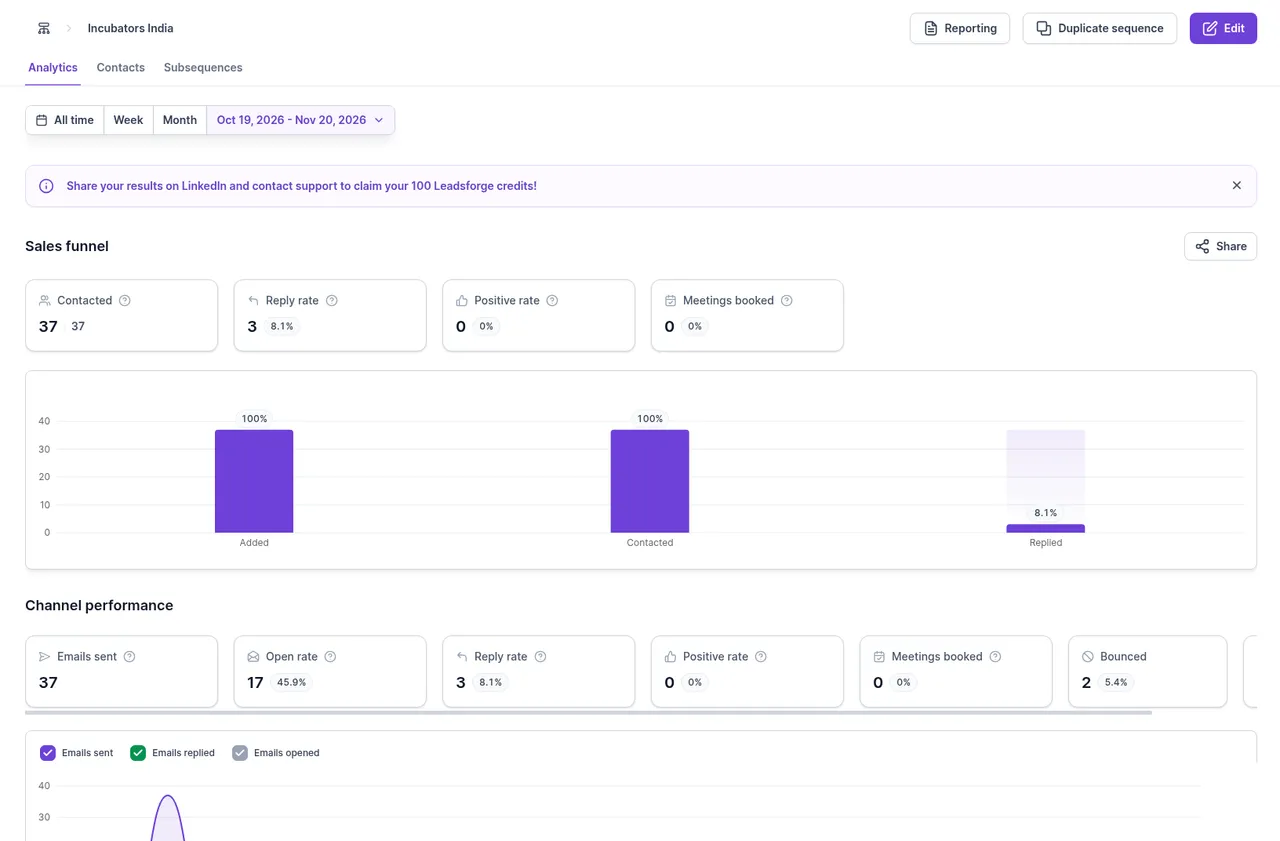 Incubators India
Reporting
Duplicate sequence
Edit
Analytics
Contacts
Subsequences
All time
Week
Month
Oct 19, 2026 - Nov 20, 2026
Share your results on LinkedIn and contact support to claim your 100 Leadsforge credits!
Sales funnel
Share
Contacted
37 37
Reply rate
3 8.1%
Positive rate
0 0%
Meetings booked
0 0%
40
30
20
10
0
100%
100%
8.1%
Added
Contacted
Replied
Channel performance
Emails sent
37
Open rate
17 45.9%
Reply rate
3 8.1%
Positive rate
0 0%
Meetings booked
0 0%
Bounced
2 5.4%
Emails sent
Emails replied
Emails opened
40
30